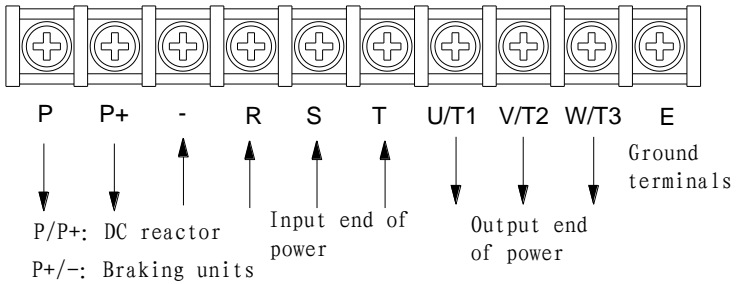 P P+ - R S T U/T1 V/T2 W/T3 E
Ground
terminals
P/P+: DC reactor
P+/-: Braking units
Input end of
power
Output end
of power